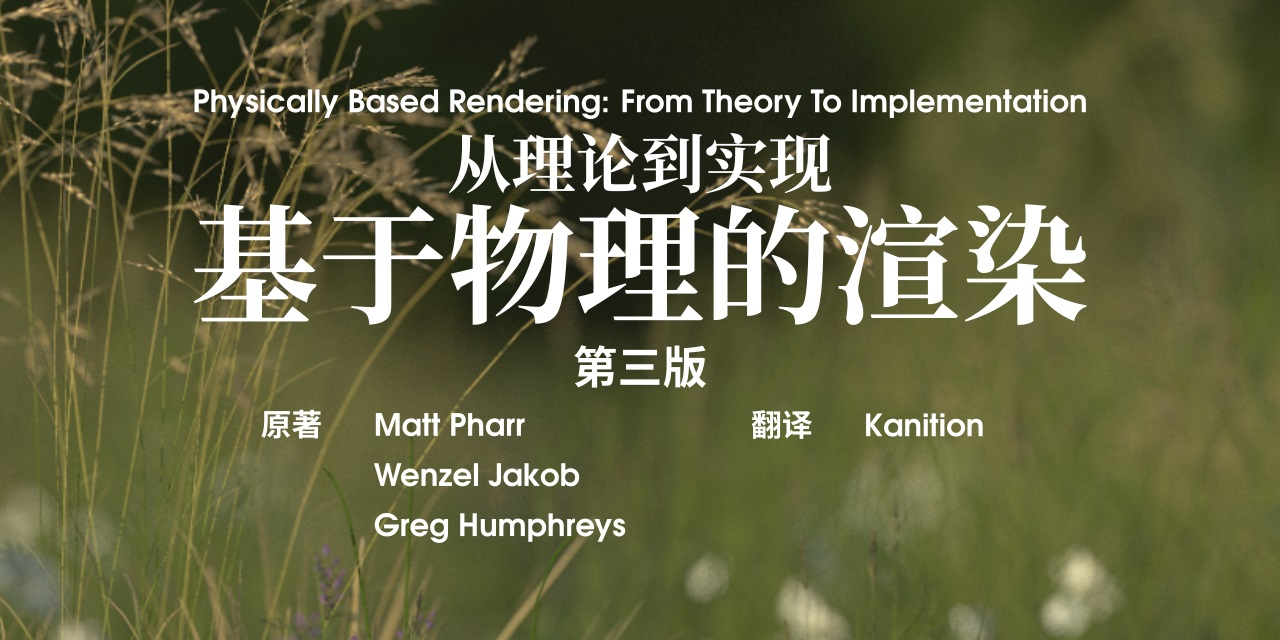 Physically Based Rendering: From Theory To Implementation
从理论到实现
基于物理的渲染
第三版
原著 Matt Pharr 翻译 Kanition
Wenzel Jakob
Greg Humphreys